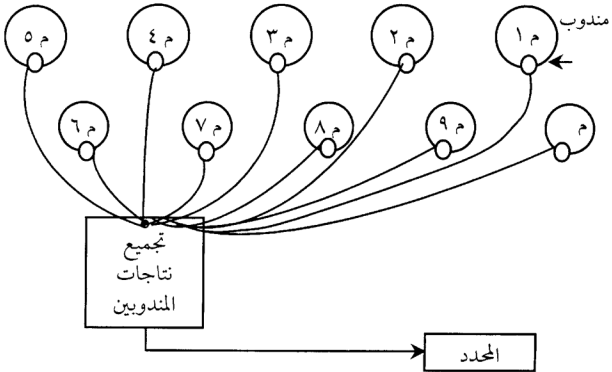 مندوب
م ١
م ٢
م ٣
م ٤
م ٥
م
م ٩
م ٨
م ٧
م ٦
تجميع
نتاجات
المندوبين
المحدد